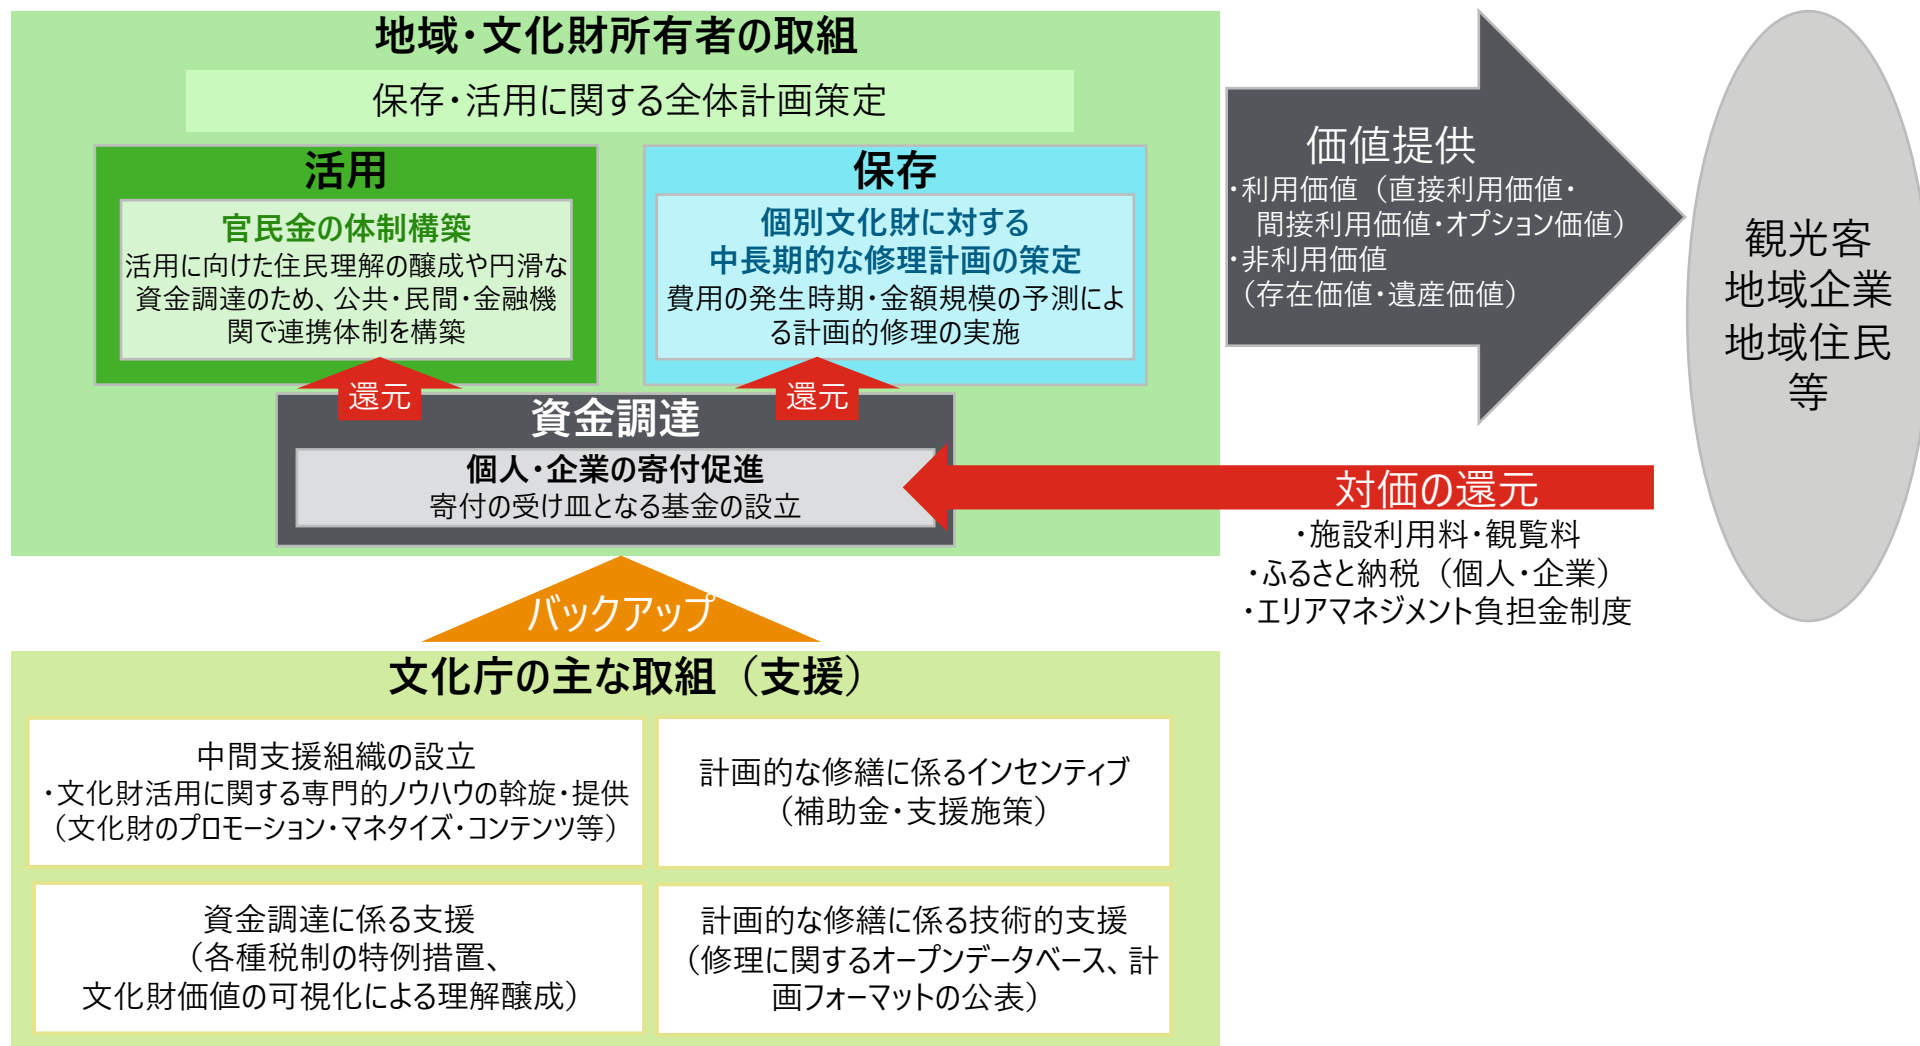 地域・文化財所有者の取組
保存・活用に関する全体計画策定
活用
官民金の体制構築
活用に向けた住民理解の醸成や円滑な
資金調達のため、公共・民間・金融機
関で連携体制を構築
保存
個別文化財に対する
中長期的な修理計画の策定
費用の発生時期・金額規模の予測によ
る計画的修理の実施
還元
還元
資金調達
個人・企業の寄付促進
寄付の受け皿となる基金の設立
価値提供
・利用価値（直接利用価値・
間接利用価値・オプション価値）
・非利用価値
（存在価値・遺産価値）
観光客
地域企業
地域住民
等
対価の還元
・施設利用料・観覧料
・ふるさと納税（個人・企業）
・エリアマネジメント負担金制度
バックアップ
文化庁の主な取組（支援）
中間支援組織の設立
・文化財活用に関する専門的ノウハウの斡旋・提供
（文化財のプロモーション・マネタイズ・コンテンツ等）
計画的な修繕に係るインセンティブ
（補助金・支援施策）
資金調達に係る支援
（各種税制の特例措置、
文化財価値の可視化による理解醸成）
計画的な修繕に係る技術的支援
（修理に関するオープンデータベース、計
画フォーマットの公表）